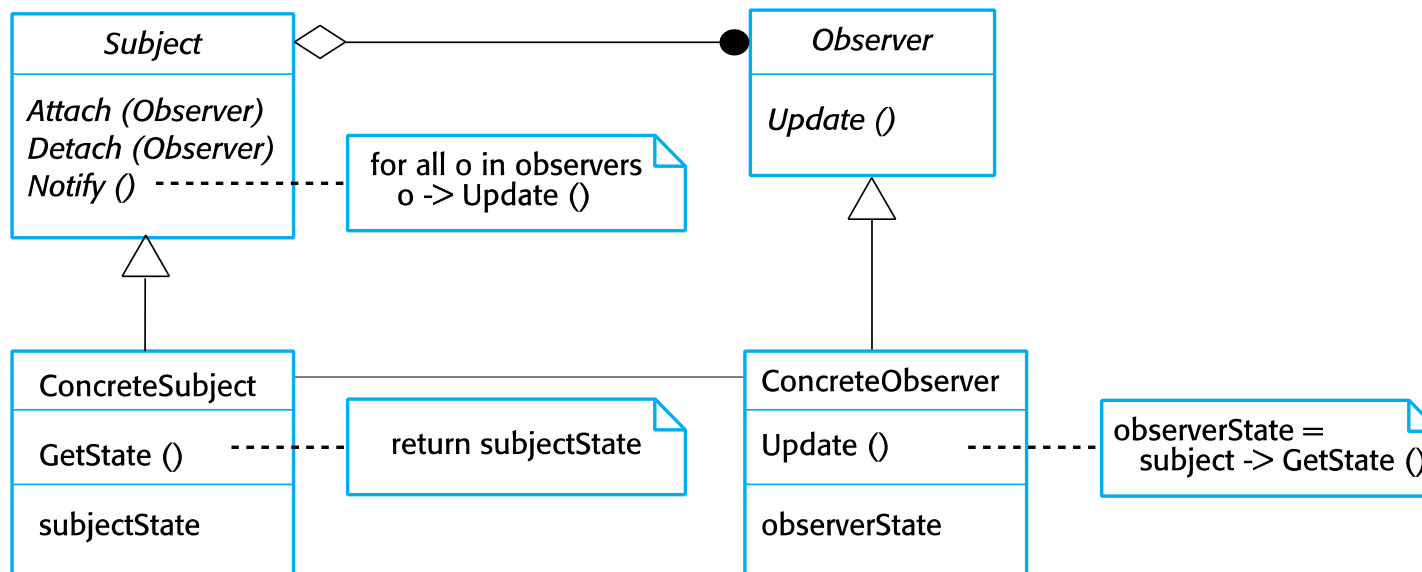 Subject
Attach (Observer)
Detach (Observer)
Notify ()
for all o in observers
o -> Update ()
Observer
Update ()
ConcreteSubject
GetState ()
subjectState
return subjectState
ConcreteObserver
Update ()
observerState
observerState =
subject -> GetState ()